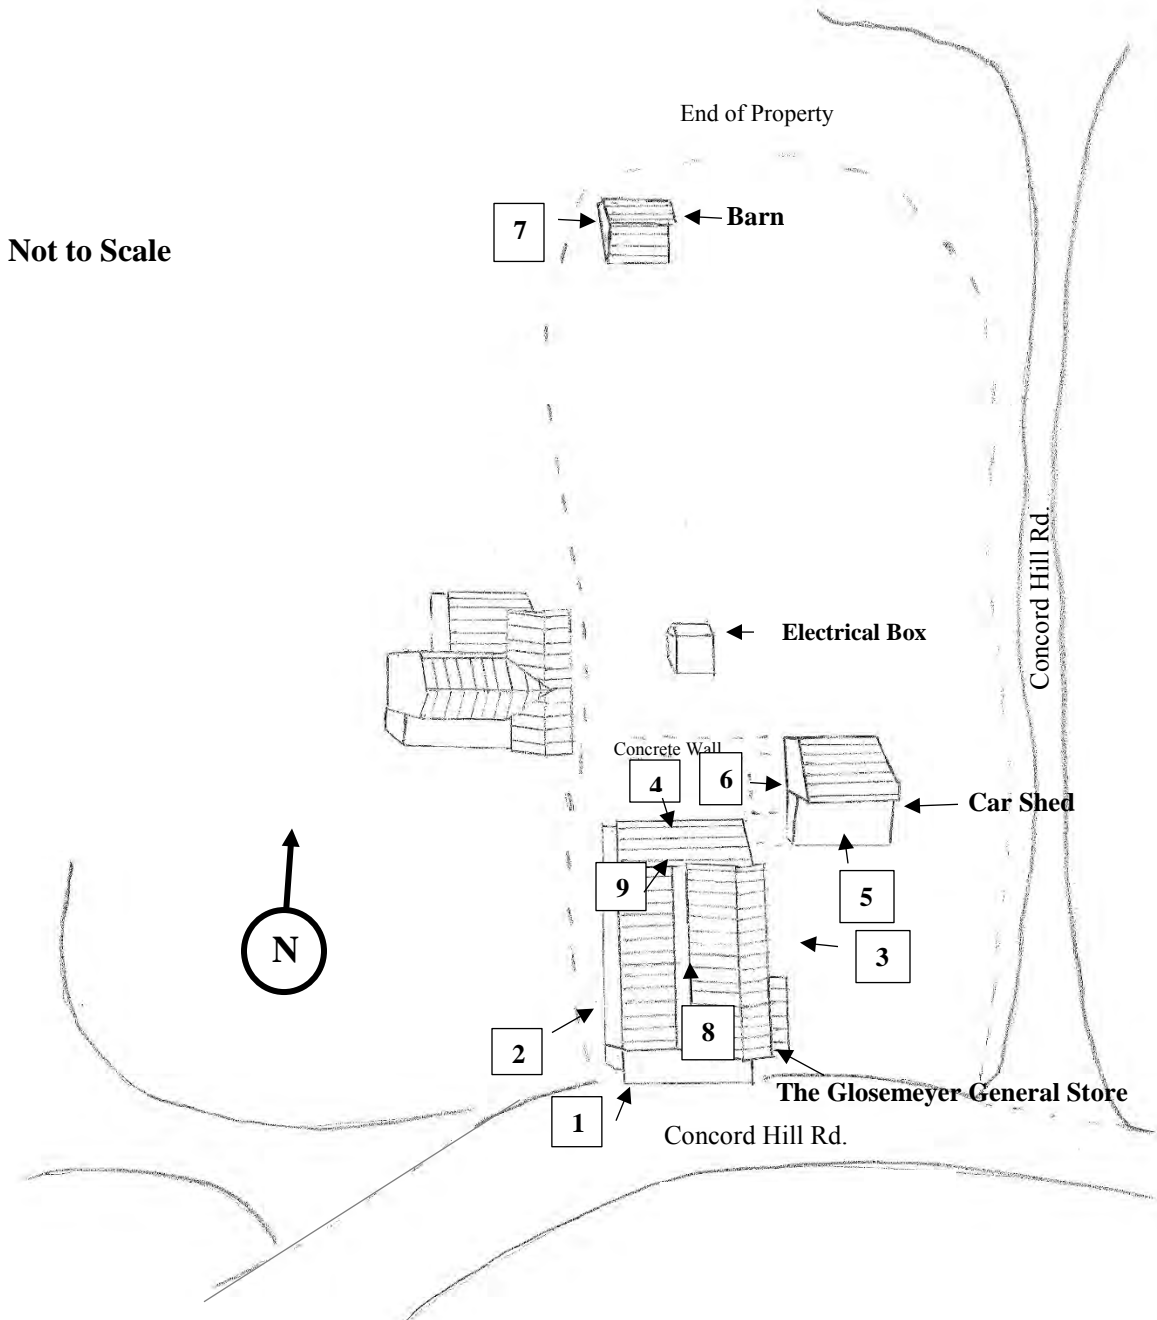 End of Property
7
Barn
Not to Scale
Concord Hill Rd.
Electrical Box
Concrete Wall
4
6
Car Shed
9
5
N
3
8
2
The Glosemeyer General Store
1
Concord Hill Rd.